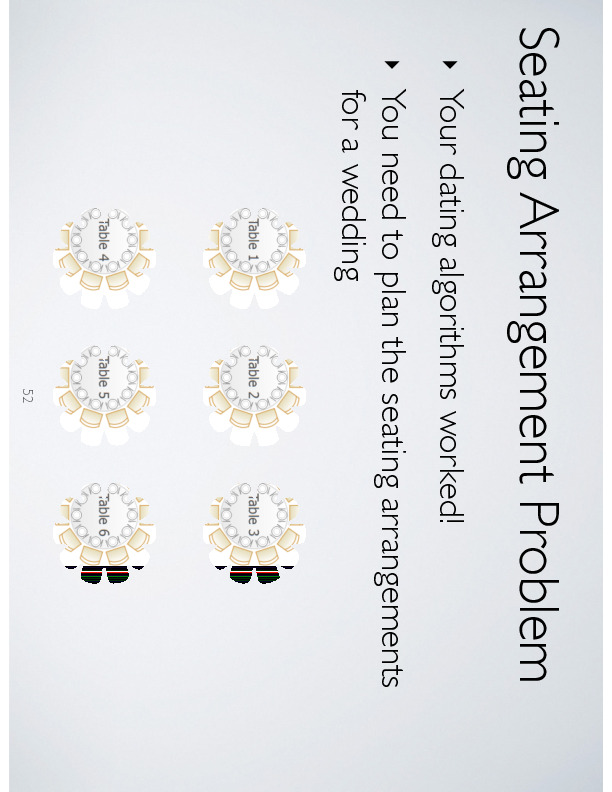 Seating Arrangement Problem
‣ Your dating algorithms worked!
‣ You need to plan the seating arrangements
for a wedding
Table 1
Table 2
Table 3
Table 4
Table 5
Table 6
52